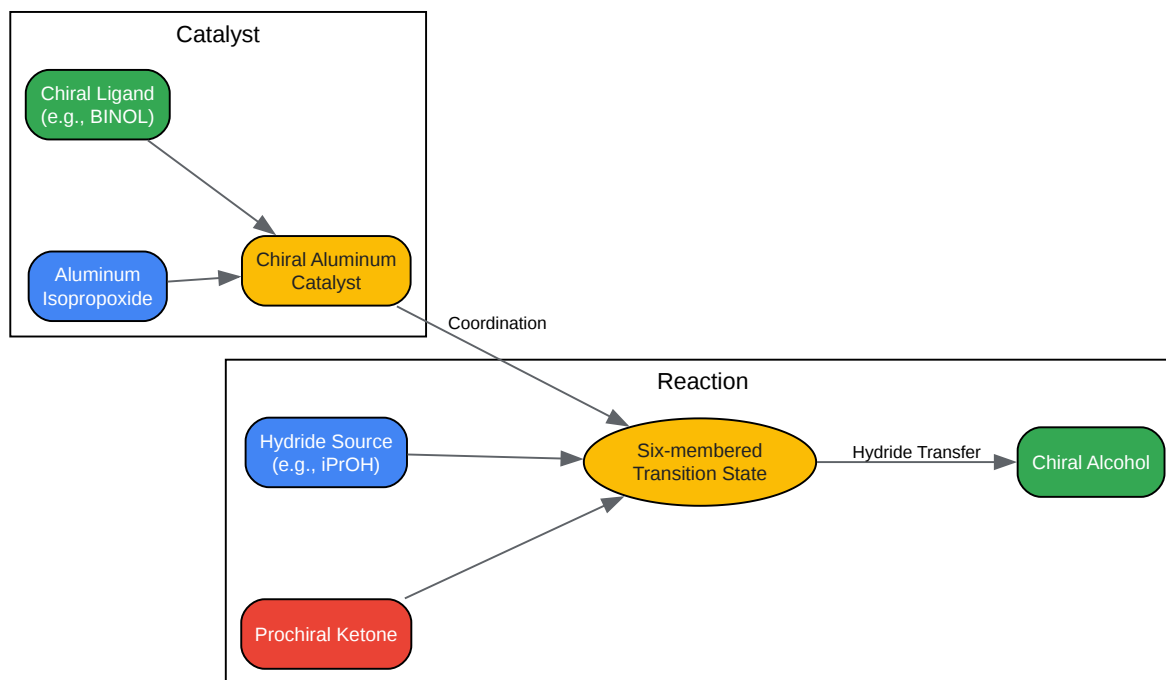 Catalyst
Chiral Ligand
(e.g., BINOL)
Aluminum
Isopropoxide
Chiral Aluminum
Catalyst
Coordination
Reaction
Hydride Source
(e.g., iPrOH)
Six-membered
Transition State
Hydride Transfer
Chiral Alcohol
Prochiral Ketone